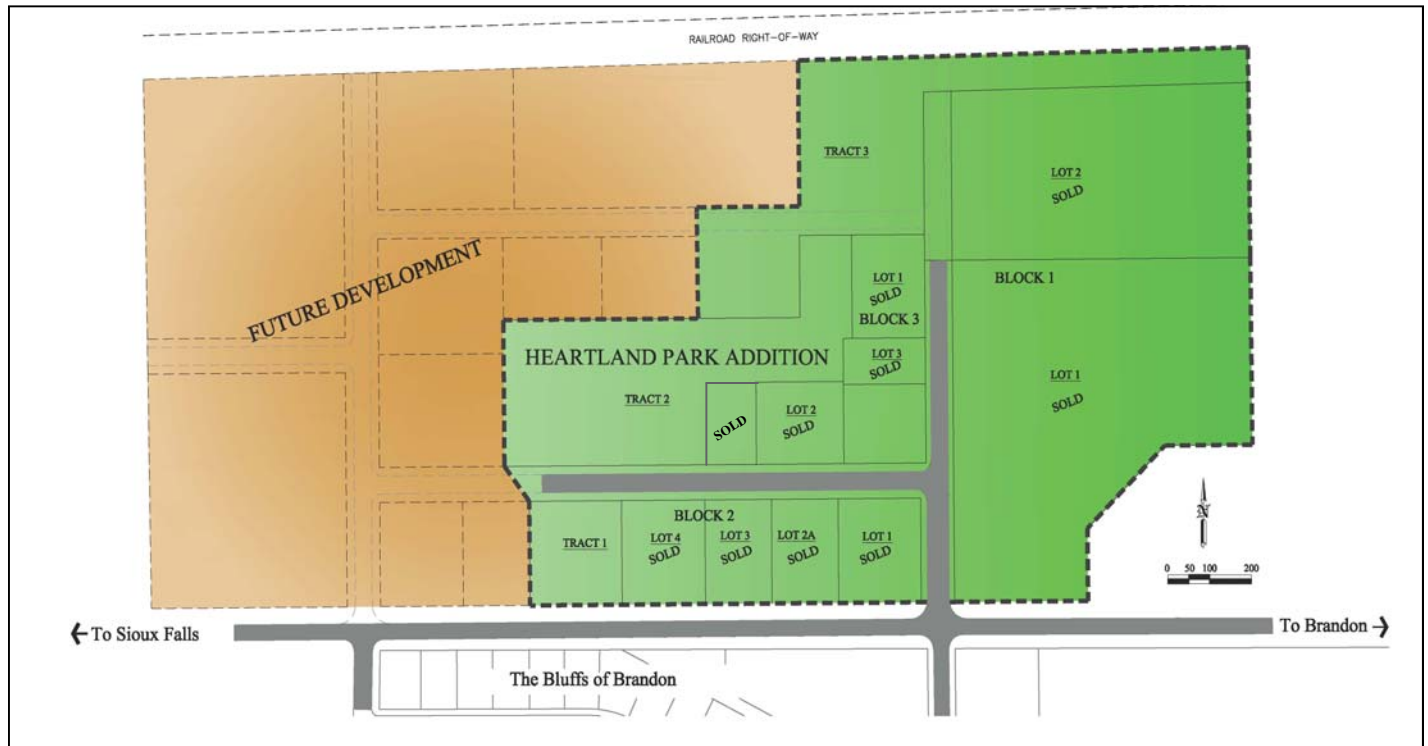 RAILROAD RIGHT-OF-WAY
TRACT 3
LOT 2
SOLD
FUTURE DEVELOPMENT
LOT 1
SOLD
BLOCK 1
BLOCK 3
HEARTLAND PARK ADDITION
LOT 3
SOLD
LOT 1
SOLD
TRACT 2
SOLD
LOT 2
SOLD
BLOCK 2
TRACT 1
LOT 4
SOLD
LOT 3
SOLD
LOT 2A
SOLD
LOT 1
SOLD
N
0 50 100 200
To Sioux Falls
To Brandon
The Bluffs of Brandon